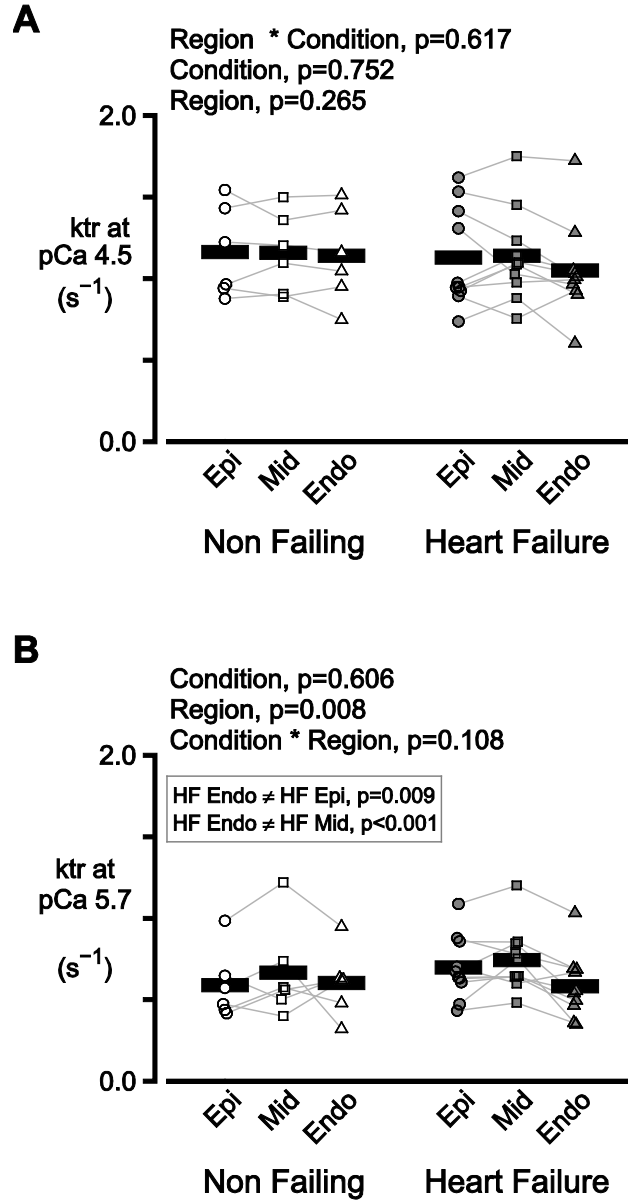 A
Region * Condition, p=0.617
Condition, p=0.752
Region, p=0.265
2.0
ktr at
pCa 4.5
(s⁻¹)
0.0
Epi Mid Endo Epi Mid Endo
Non Failing Heart Failure
B
Condition, p=0.606
Region, p=0.008
Condition * Region, p=0.108
2.0
HF Endo ≠ HF Epi, p=0.009
HF Endo ≠ HF Mid, p<0.001
ktr at
pCa 5.7
(s⁻¹)
0.0
Epi Mid Endo Epi Mid Endo
Non Failing Heart Failure